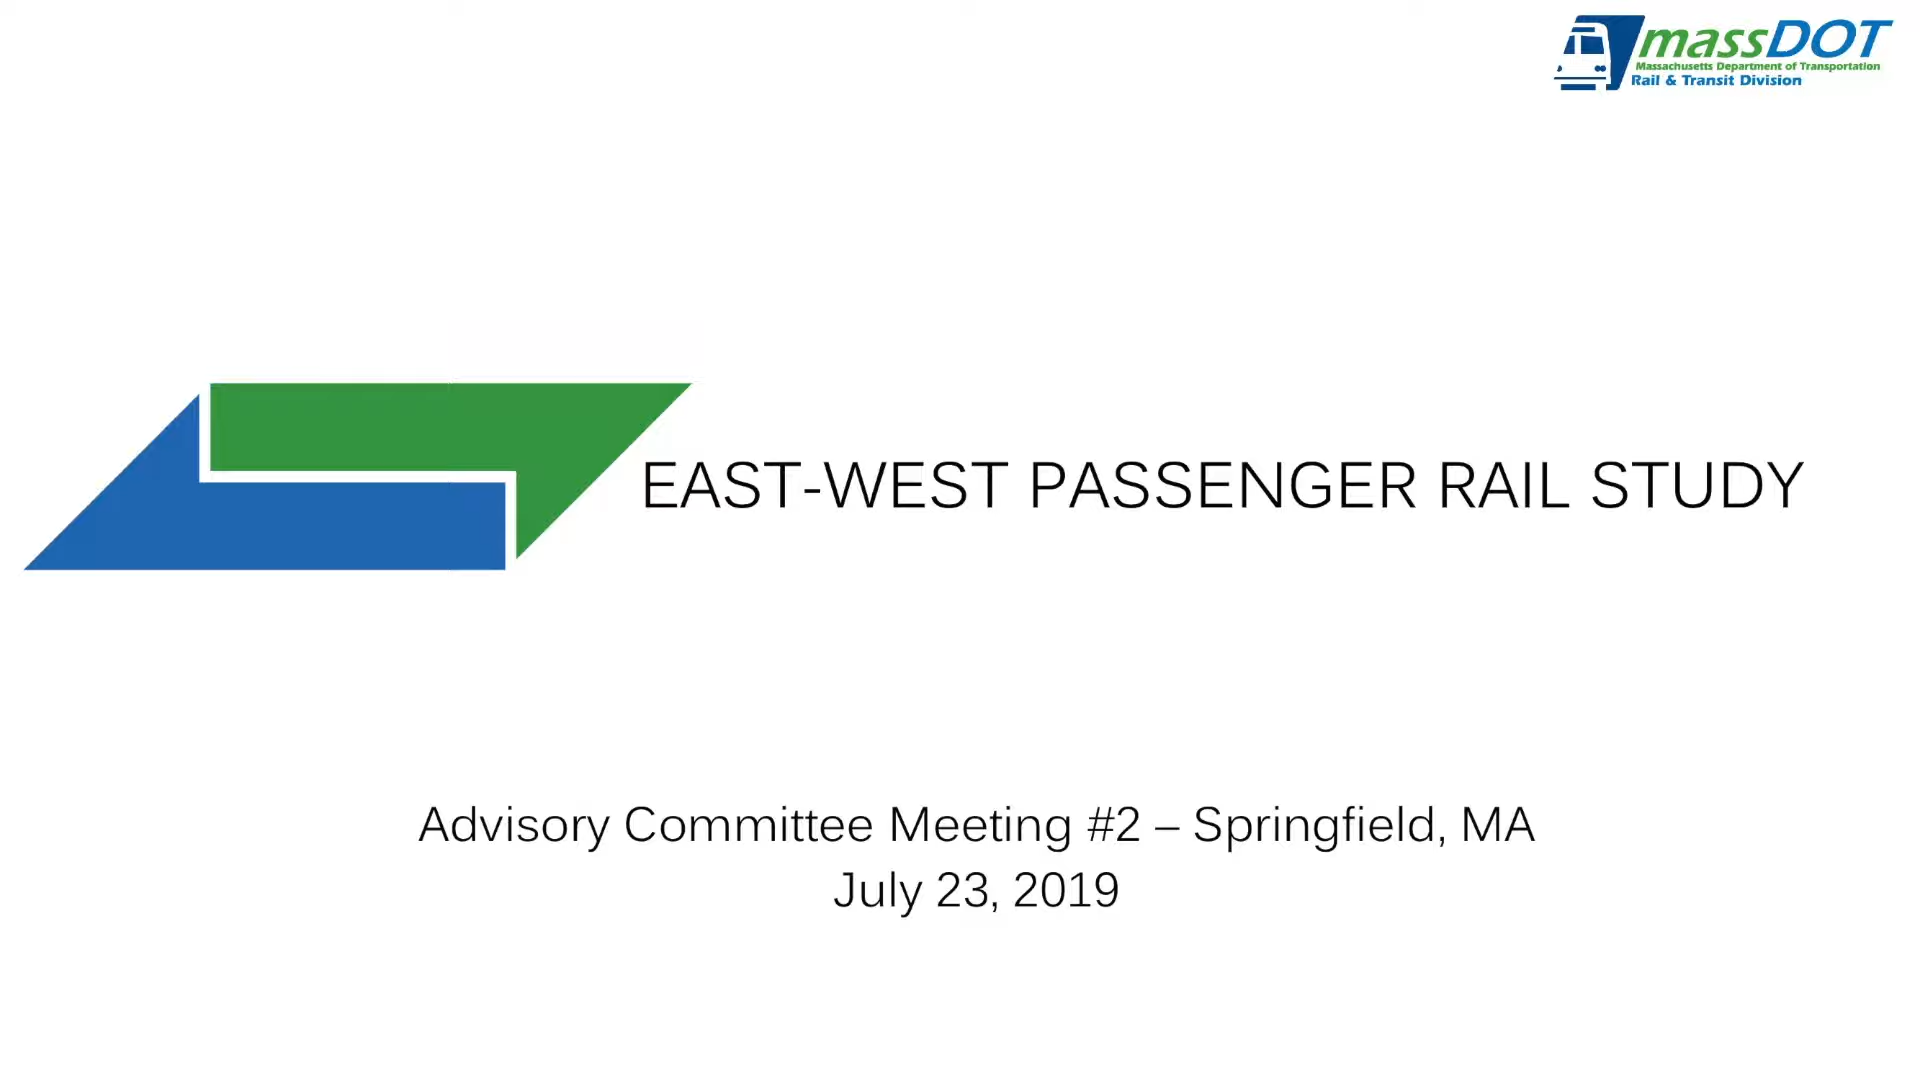 massDOT
Massachusetts Department of Transportation
Rail & Transit Division
EAST-WEST PASSENGER RAIL STUDY
Advisory Committee Meeting #2 – Springfield, MA
July 23, 2019